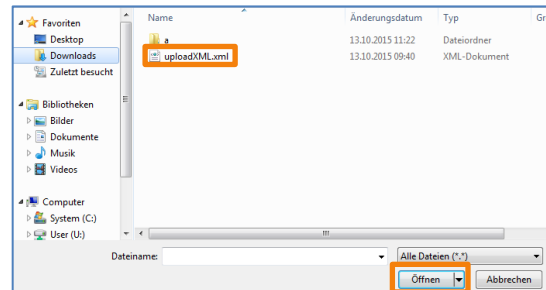 Favoriten
Desktop
Downloads
Zuletzt besucht
Bibliotheken
Bilder
Dokumente
Musik
Videos
Computer
System (C:)
User (U:)
Name Änderungsdatum Typ Gr
a 13.10.2015 11:22 Dateiordner
uploadXML.xml 13.10.2015 09:40 XML-Dokument
Dateiname: Alle Dateien (*.*)
Öffnen Abbrechen